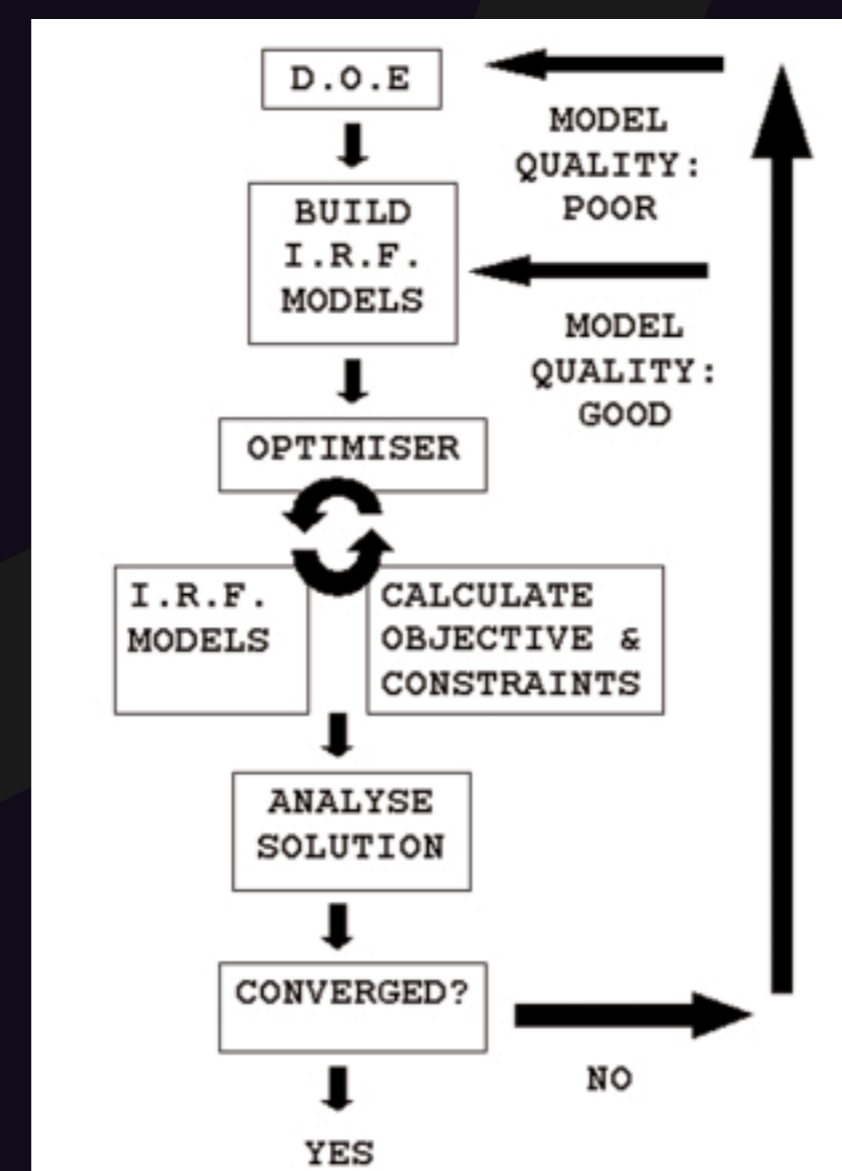 D.O.E
MODEL
QUALITY:
POOR
BUILD
I.R.F.
MODELS
MODEL
QUALITY:
GOOD
OPTIMISER
I.R.F.
MODELS
CALCULATE
OBJECTIVE &
CONSTRAINTS
ANALYSE
SOLUTION
CONVERGED?
NO
YES